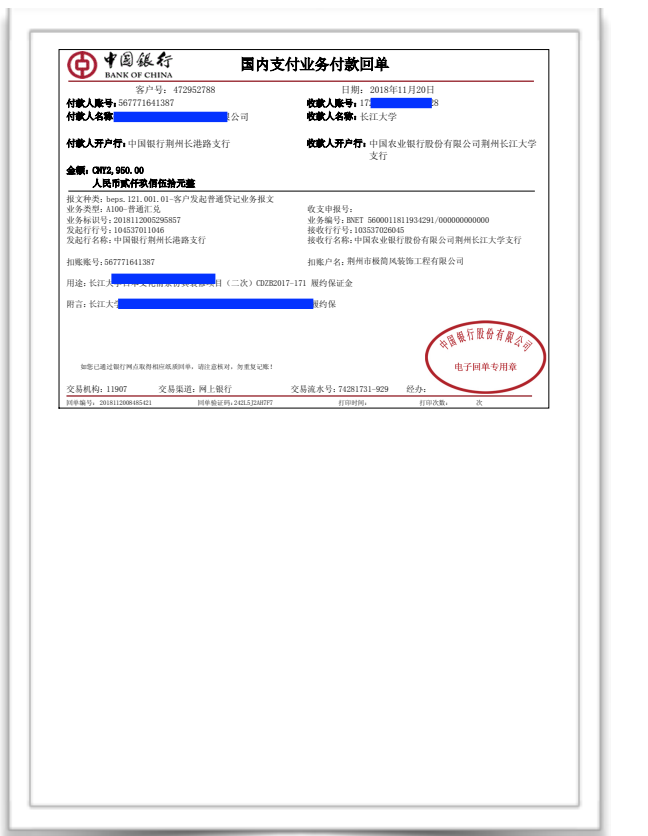 中国银行
BANK OF CHINA
国内支付业务付款回单
客户号: 472952788 日期: 2018年11月20日
付款人账号: 567771641387 收款人账号: 17 28
付款人名称 公司 收款人名称: 长江大学
付款人开户行: 中国银行荆州长港路支行 收款人开户行: 中国农业银行股份有限公司荆州长江大学
支行
金额: CNY2,950.00
人民币贰仟玖佰伍拾元整
报文种类: beps.121.001.01-客户发起普通贷记业务报文
业务类型: A100-普通汇兑 收支申报号:
业务标识号: 2018112005295857 业务编号: BNET 5600011811934291/000000000000
发起行行号: 104537011046 接收行行号: 103537026045
发起行名称: 中国银行荆州长港路支行 接收行名称: 中国农业银行股份有限公司荆州长江大学支行
扣账账号: 567771641387 扣账户名: 荆州市极简风装饰工程有限公司
用途: 长江大 目(二次) CDZB2017-171 履约保证金
附言: 长江大学 履约保
中国银行股份有限公司
电子回单专用章
如您已通过银行网点取得相应纸质回单, 请注意核对, 勿重复记账!
交易机构: 11907 交易渠道: 网上银行 交易流水号: 74281731-929 经办:
回单编号: 2018112008485421 回单验证码: 242L5J2AH7F7 打印时间: 打印次数: 次